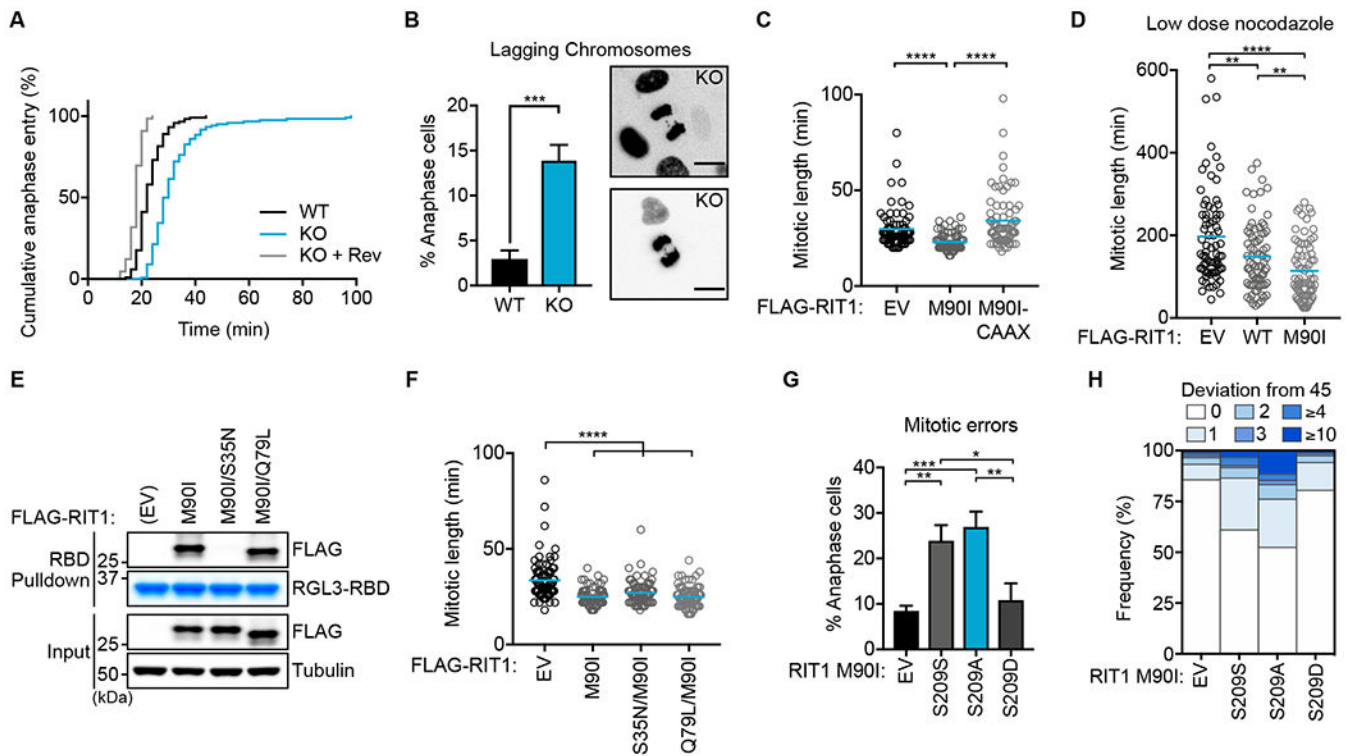 A
Cumulative anaphase entry (%)
100
50
0
0 20 40 60 80 100
Time (min)
WT
KO
KO + Rev
B
Lagging Chromosomes
% Anaphase cells
20
15
10
5
0
***
WT KO
KO
KO
C
Mitotic length (min)
100
50
0
**** ****
FLAG-RIT1: EV M90I M90I-
CAAX
D
Low dose nocodazole
Mitotic length (min)
600
400
200
0
****
** **
FLAG-RIT1: EV WT M90I
E
FLAG-RIT1: (EV) M90I M90I/S35N M90I/Q79L
RBD
Pulldown
25
37
FLAG
RGL3-RBD
Input
25
50
(kDa)
FLAG
Tubulin
F
Mitotic length (min)
100
50
0
****
FLAG-RIT1: EV M90I S35N/M90I Q79L/M90I
G
Mitotic errors
% Anaphase cells
40
30
20
10
0
*
***
** **
RIT1 M90I: EV S209S S209A S209D
H
Deviation from 45
0 2 ≥4
1 3 ≥10
Frequency (%)
100
75
50
25
0
RIT1 M90I: EV S209S S209A S209D